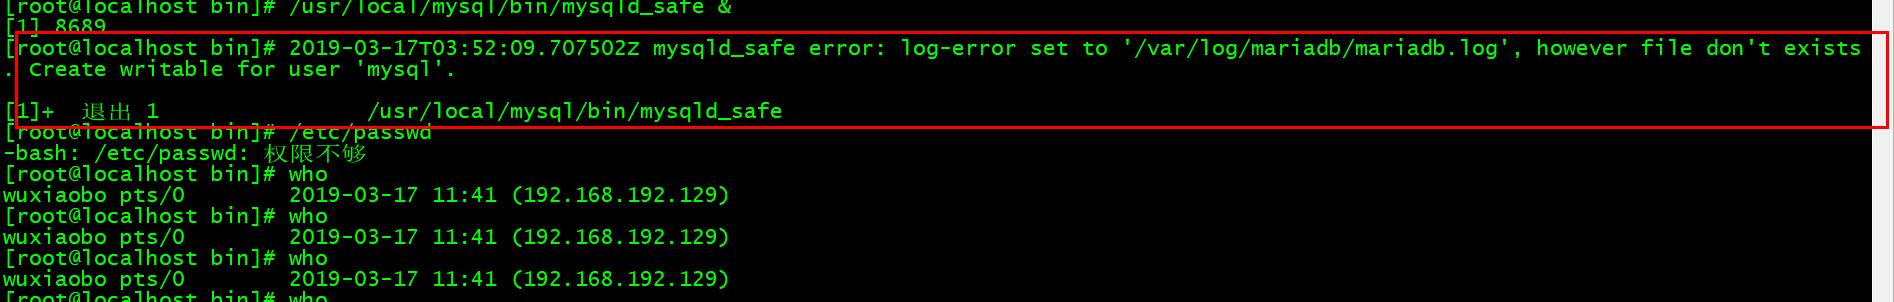 [root@localhost bin]# /usr/local/mysql/bin/mysqld_safe &
[1] 8689
[root@localhost bin]# 2019-03-17T03:52:09.707502Z mysqld_safe error: log-error set to '/var/log/mariadb/mariadb.log', however file don't exists
. Create writable for user 'mysql'.
[1]+  退出 1                /usr/local/mysql/bin/mysqld_safe
[root@localhost bin]# /etc/passwd
-bash: /etc/passwd: 权限不够
[root@localhost bin]# who
wuxiaobo pts/0        2019-03-17 11:41 (192.168.192.129)
[root@localhost bin]# who
wuxiaobo pts/0        2019-03-17 11:41 (192.168.192.129)
[root@localhost bin]# who
wuxiaobo pts/0        2019-03-17 11:41 (192.168.192.129)
[root@localhost bin]# who